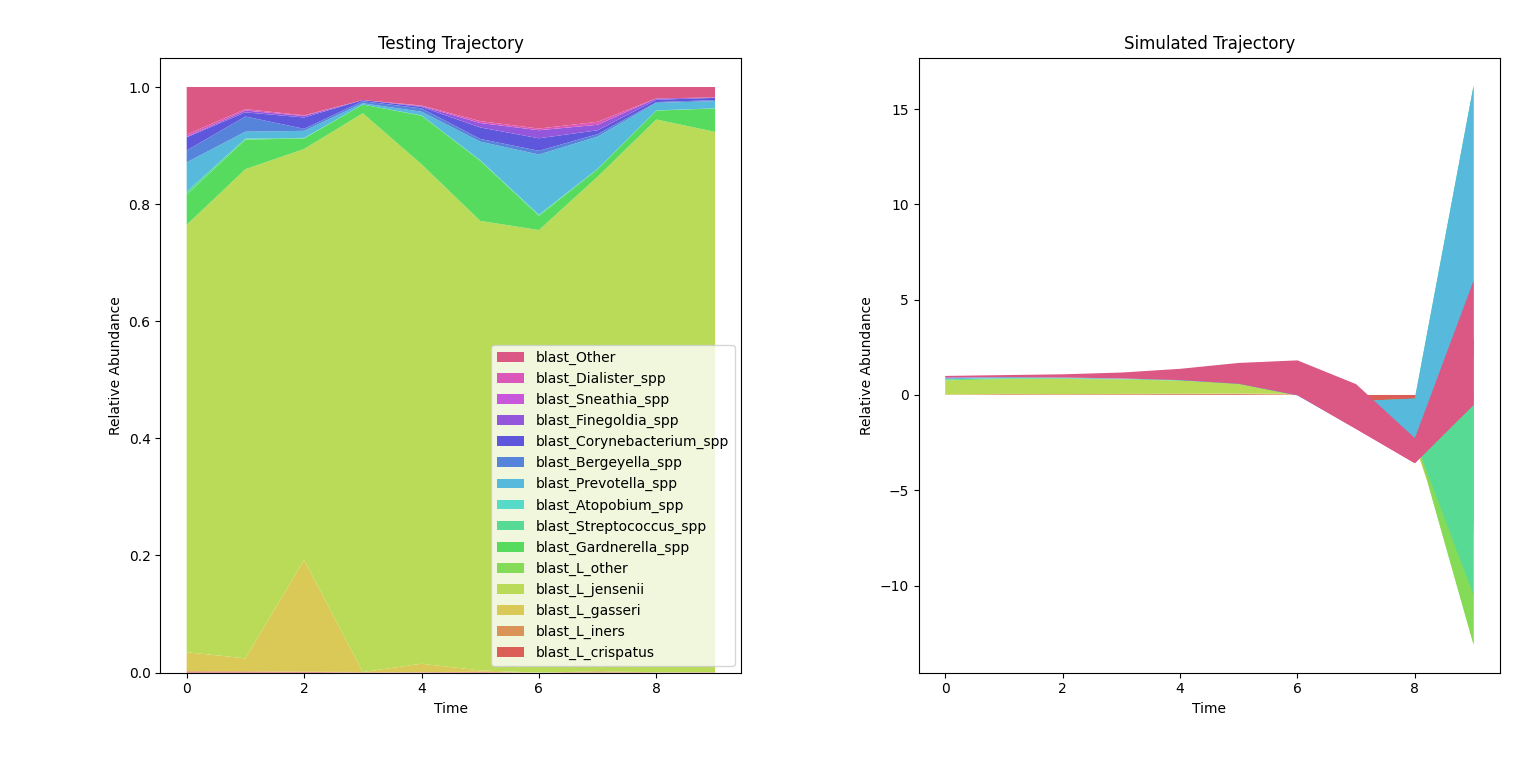 Testing Trajectory
Relative Abundance
1.0
0.8
0.6
0.4
0.2
0.0
0
2
4
6
8
Time
blast_Other
blast_Dialister_spp
blast_Sneathia_spp
blast_Finegoldia_spp
blast_Corynebacterium_spp
blast_Bergeyella_spp
blast_Prevotella_spp
blast_Atopobium_spp
blast_Streptococcus_spp
blast_Gardnerella_spp
blast_L_other
blast_L_jensenii
blast_L_gasseri
blast_L_iners
blast_L_crispatus
Simulated Trajectory
Relative Abundance
15
10
5
0
−5
−10
0
2
4
6
8
Time